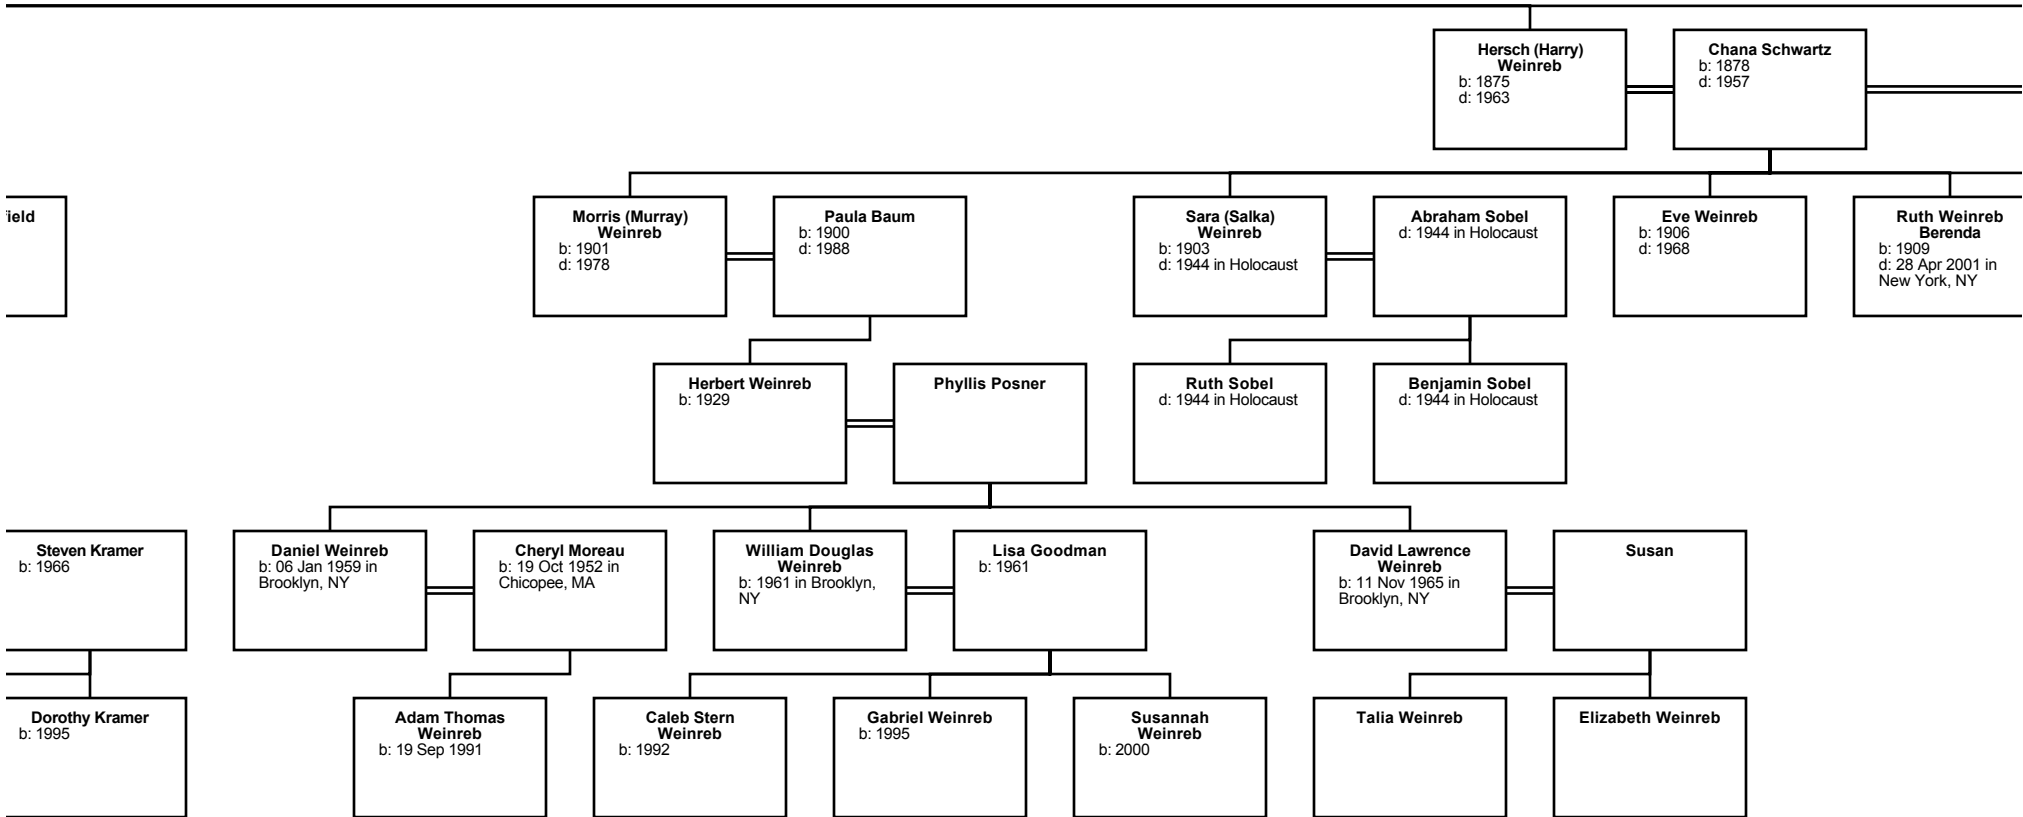 Hersch (Harry)
Weinreb
b: 1875
d: 1963
Chana Schwartz
b: 1878
d: 1957
ield
Morris (Murray)
Weinreb
b: 1901
d: 1978
Paula Baum
b: 1900
d: 1988
Sara (Salka)
Weinreb
b: 1903
d: 1944 in Holocaust
Abraham Sobel
d: 1944 in Holocaust
Eve Weinreb
b: 1906
d: 1968
Ruth Weinreb
Berenda
b: 1909
d: 28 Apr 2001 in
New York, NY
Herbert Weinreb
b: 1929
Phyllis Posner
Ruth Sobel
d: 1944 in Holocaust
Benjamin Sobel
d: 1944 in Holocaust
Steven Kramer
b: 1966
Daniel Weinreb
b: 06 Jan 1959 in
Brooklyn, NY
Cheryl Moreau
b: 19 Oct 1952 in
Chicopee, MA
William Douglas
Weinreb
b: 1961 in Brooklyn,
NY
Lisa Goodman
b: 1961
David Lawrence
Weinreb
b: 11 Nov 1965 in
Brooklyn, NY
Susan
Dorothy Kramer
b: 1995
Adam Thomas
Weinreb
b: 19 Sep 1991
Caleb Stern
Weinreb
b: 1992
Gabriel Weinreb
b: 1995
Susannah
Weinreb
b: 2000
Talia Weinreb
Elizabeth Weinreb